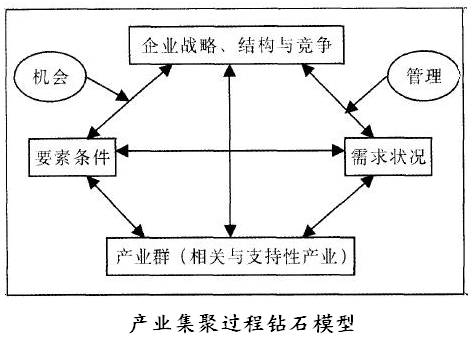 企业战略、结构与竞争
机会
管理
要素条件
需求状况
产业群（相关与支持性产业）
产业集聚过程钻石模型